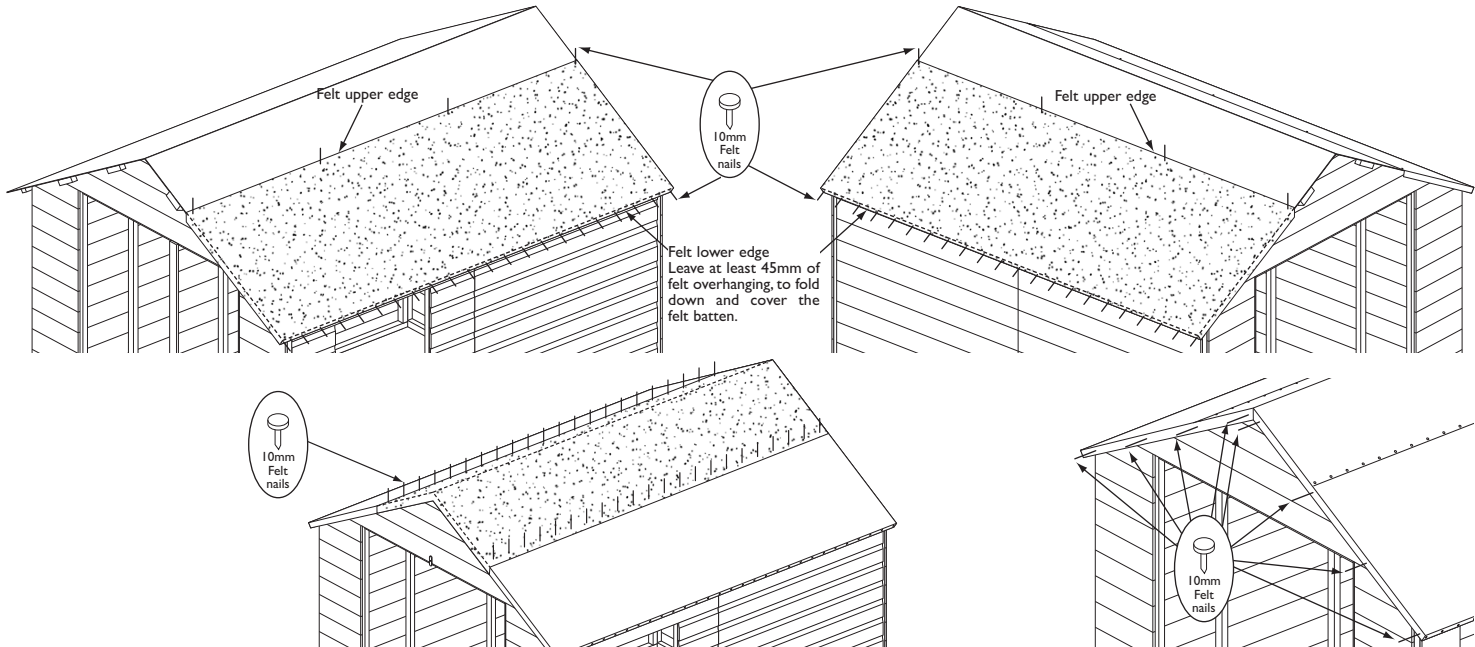 Felt upper edge
10mm
Felt
nails
Felt upper edge
Felt lower edge
Leave at least 45mm of
felt overhanging, to fold
down and cover the
felt batten.
10mm
Felt
nails
10mm
Felt
nails